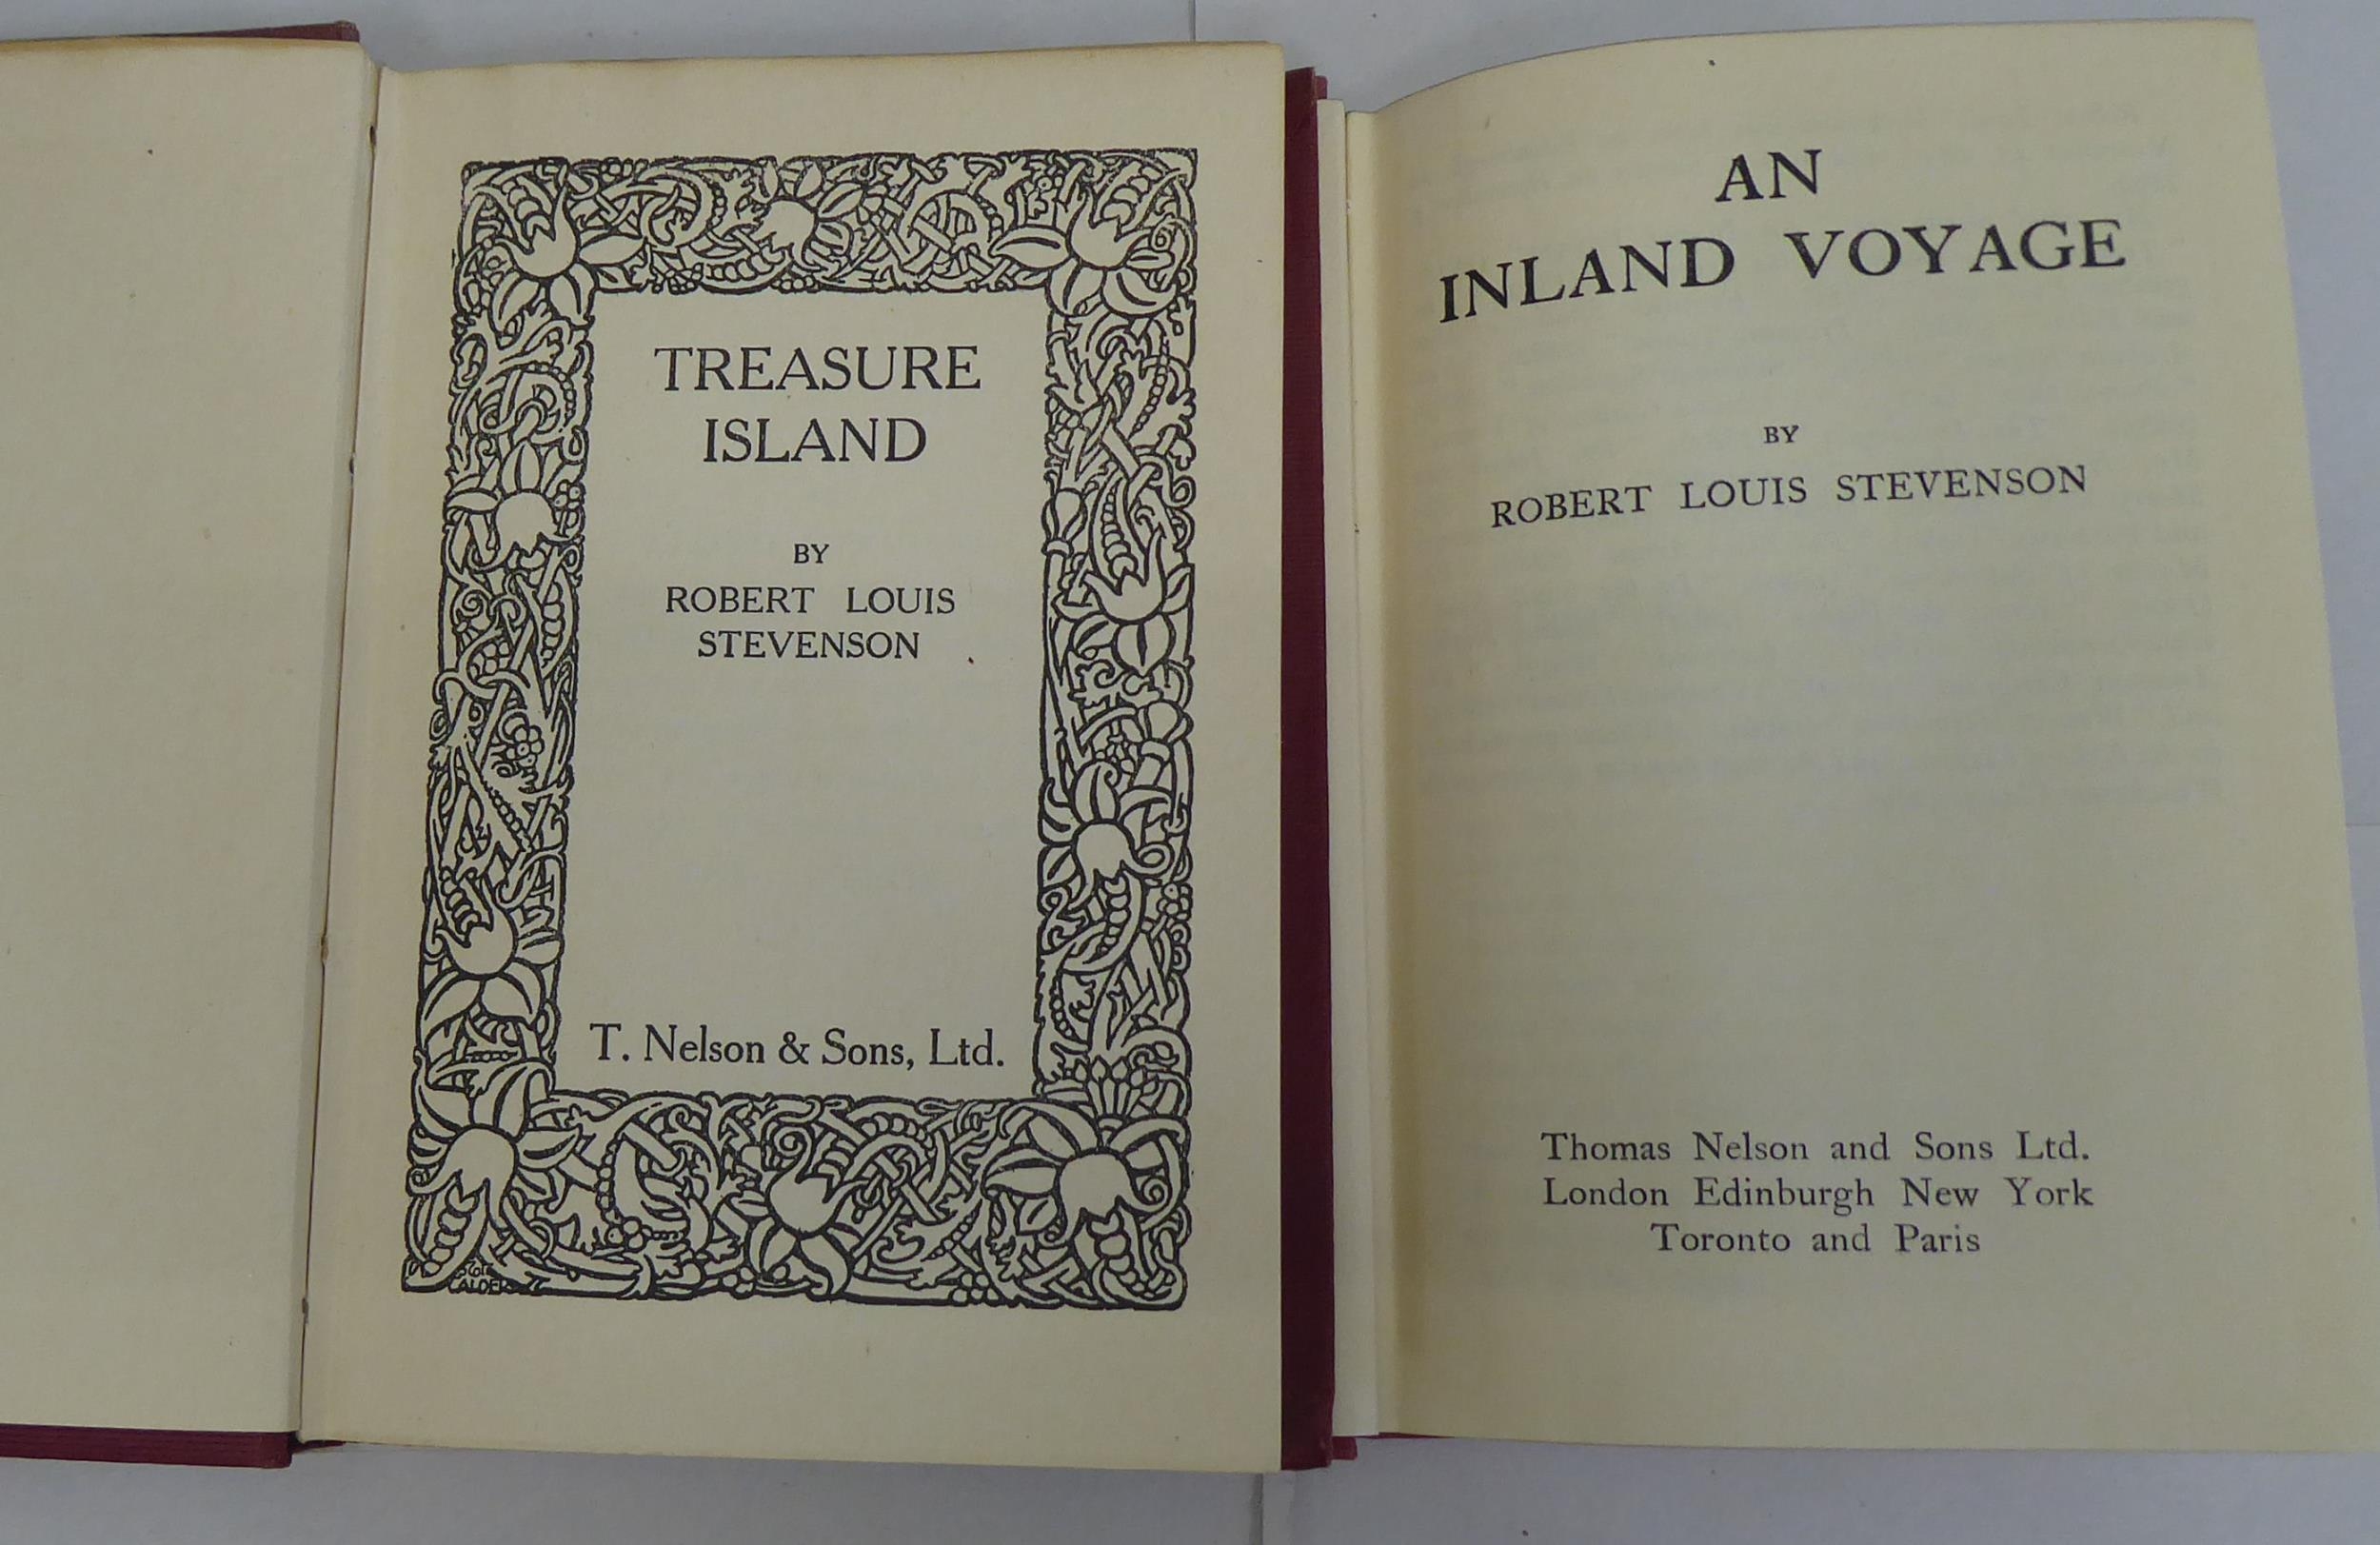 TREASURE
ISLAND
BY
ROBERT LOUIS
STEVENSON
T. Nelson & Sons, Ltd.
AN
INLAND VOYAGE
BY
ROBERT LOUIS STEVENSON
Thomas Nelson and Sons Ltd.
London Edinburgh New York
Toronto and Paris